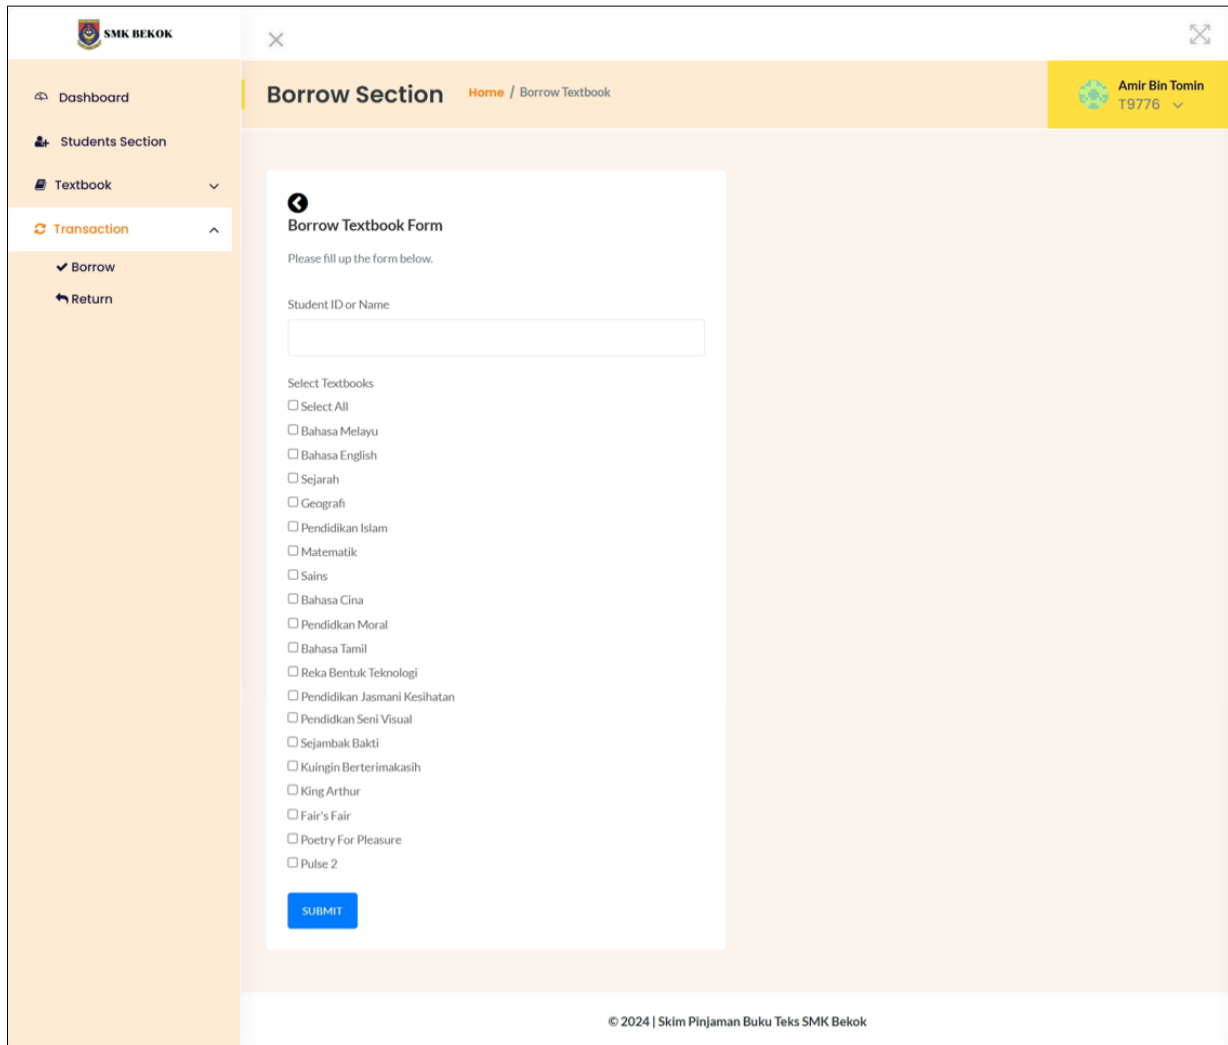 SMK BEKOK
Dashboard
Students Section
Textbook
Transaction
Borrow
Return
Borrow Section Home / Borrow Textbook
Amir Bin Tomin
T9776
Borrow Textbook Form
Please fill up the form below.
Student ID or Name
Select Textbooks
Select All
Bahasa Melayu
Bahasa English
Sejarah
Geografi
Pendidikan Islam
Matematik
Sains
Bahasa Cina
Pendidkan Moral
Bahasa Tamil
Reka Bentuk Teknologi
Pendidikan Jasmani Kesihatan
Pendidkan Seni Visual
Sejambak Bakti
Kuingin Berterimakasih
King Arthur
Fair's Fair
Poetry For Pleasure
Pulse 2
SUBMIT
© 2024 | Skim Pinjaman Buku Teks SMK Bekok